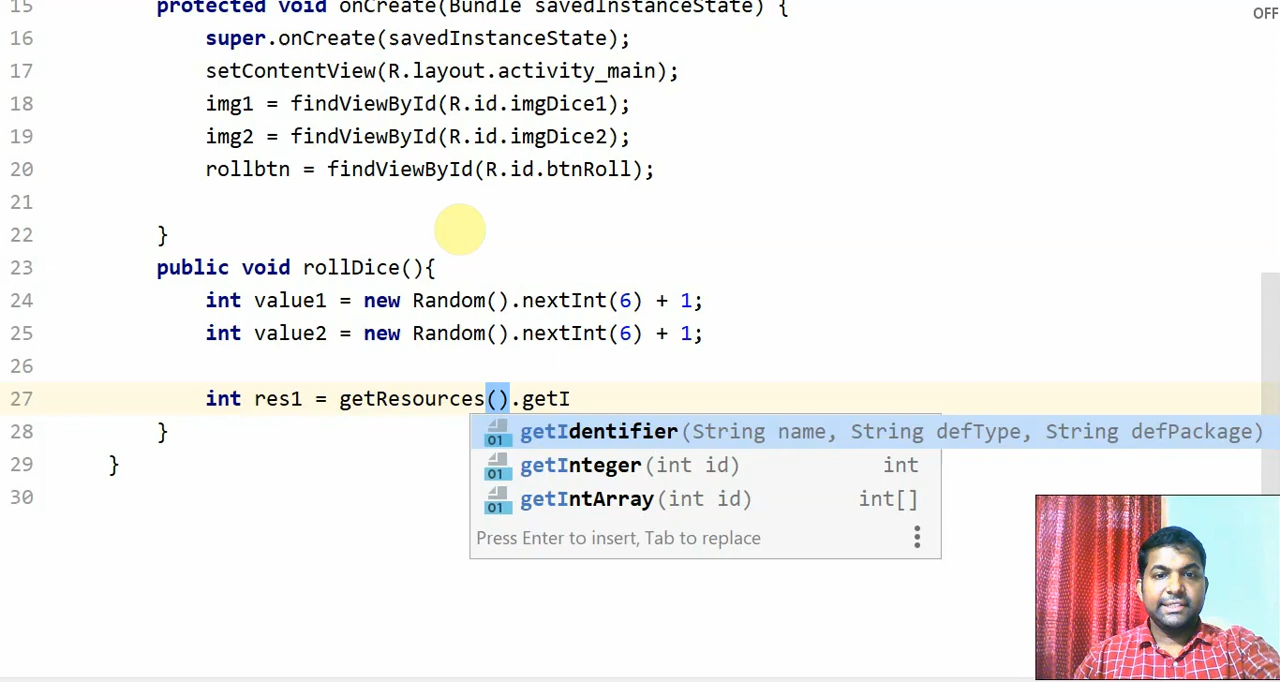 15 protected void onCreate(Bundle savedInstanceState) {
OFF
16 super.onCreate(savedInstanceState);
17 setContentView(R.layout.activity_main);
18 img1 = findViewById(R.id.imgDice1);
19 img2 = findViewById(R.id.imgDice2);
20 rollbtn = findViewById(R.id.btnRoll);
21
22 }
23 public void rollDice(){
24 int value1 = new Random().nextInt(6) + 1;
25 int value2 = new Random().nextInt(6) + 1;
26
27 int res1 = getResources().getI
01 getIdentifier(String name, String defType, String defPackage)
28 }
01 getInteger(int id) int
29 }
01 getIntArray(int id) int[]
30
Press Enter to insert, Tab to replace